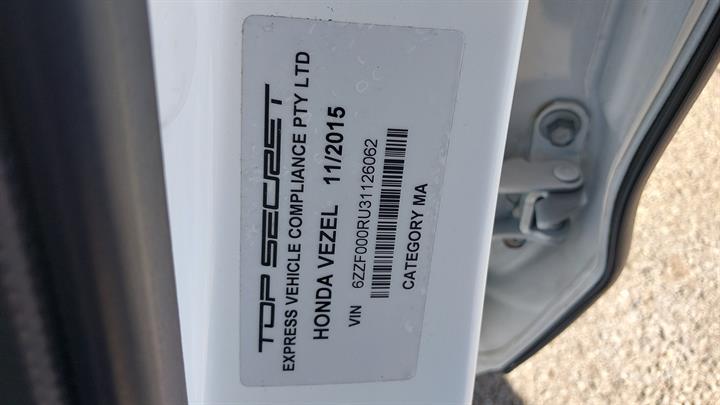 TOP SECRET
EXPRESS VEHICLE COMPLIANCE PTY LTD
HONDA VEZEL 11/2015
VIN 6ZZF000RU31126062
CATEGORY MA